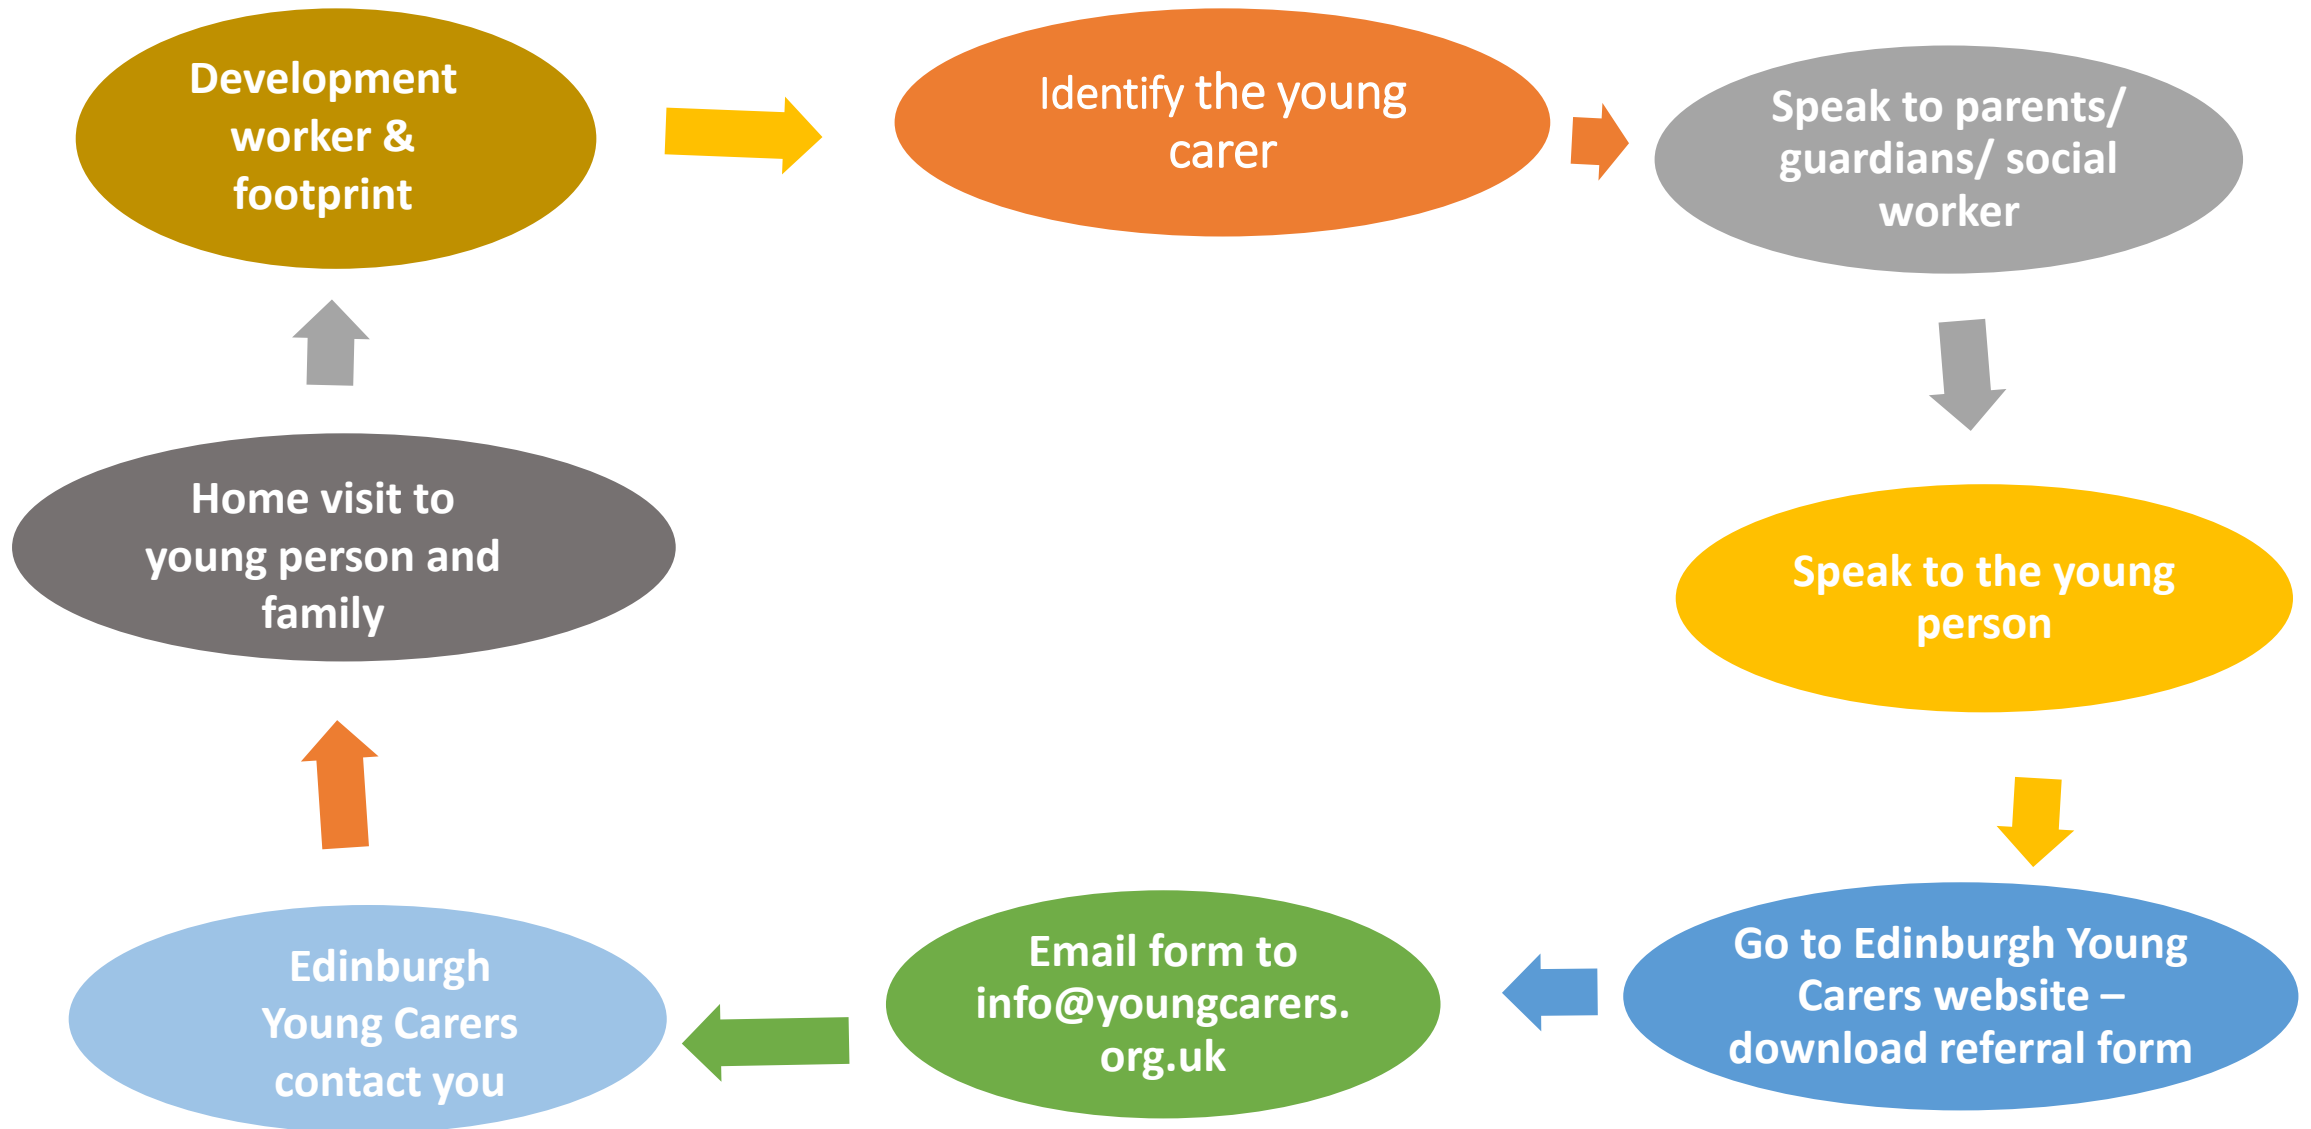 Development
worker &
footprint
Identify the young
carer
Speak to parents/
guardians/ social
worker
Speak to the young
person
Go to Edinburgh Young
Carers website –
download referral form
Email form to
info@youngcarers.
org.uk
Edinburgh
Young Carers
contact you
Home visit to
young person and
family